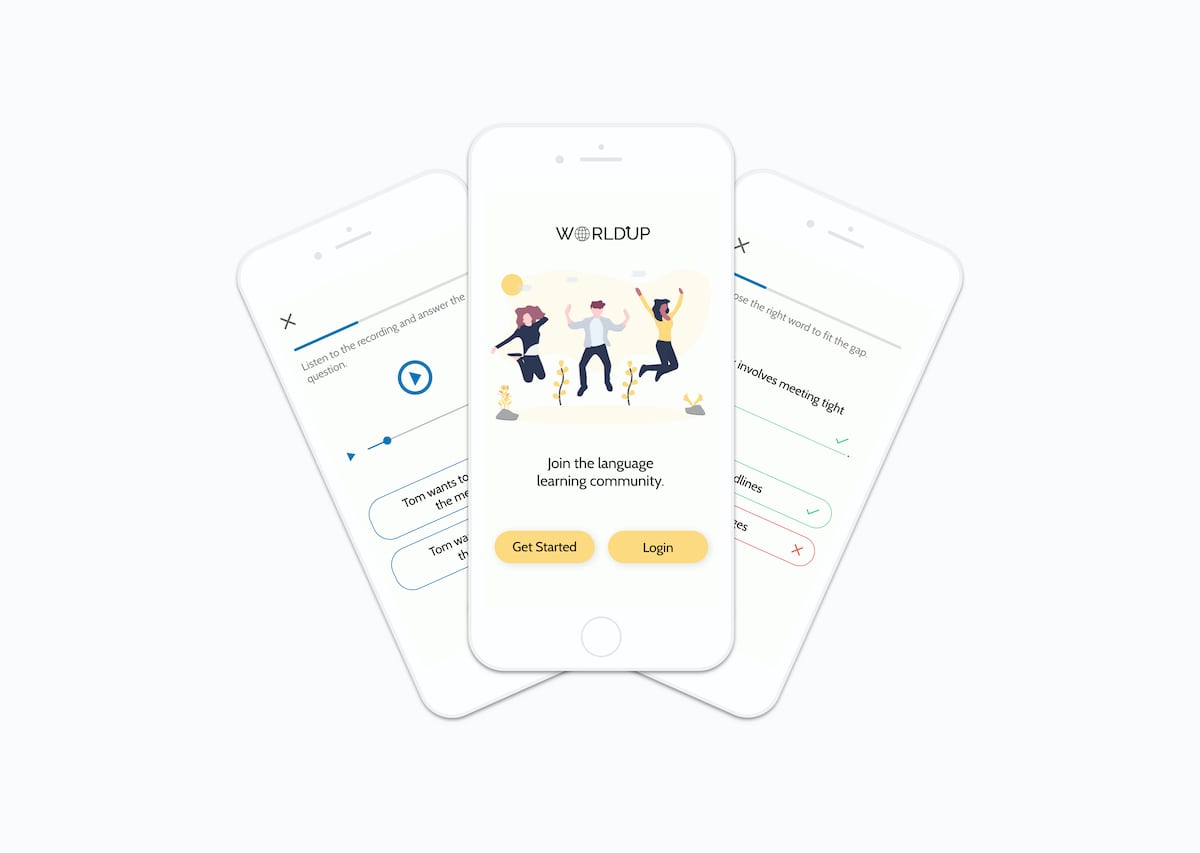 Listen to the recording and answer the
question.
Tom wants to
the me
Tom wa
th
WORLDUP
Join the language
learning community.
Get Started
Login
ose the right word to fit the gap.
involves meeting tight
.
dlines
ges